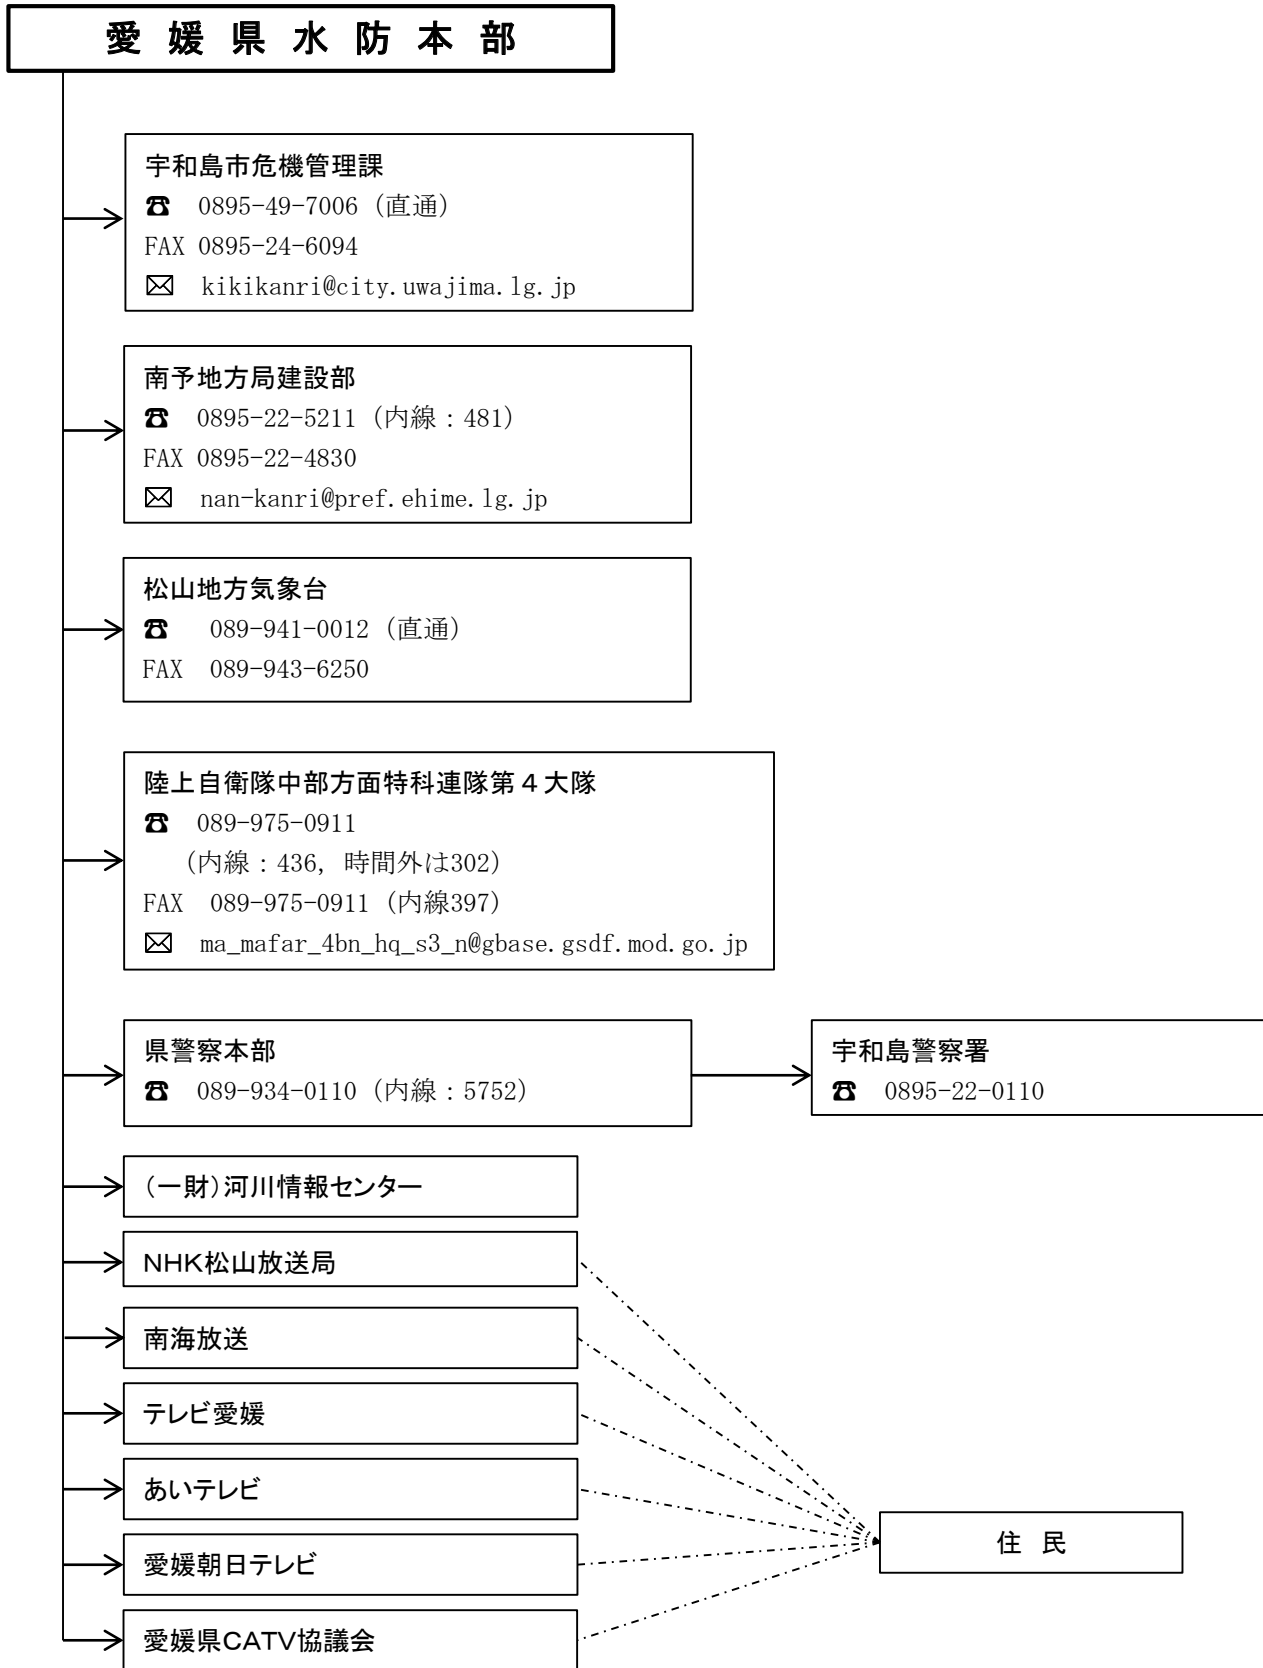 愛媛県水防本部
宇和島市危機管理課
☎ 0895-49-7006（直通）
FAX 0895-24-6094
✉ kikikanri@city.uwajima.lg.jp
南予地方局建設部
☎ 0895-22-5211（内線：481）
FAX 0895-22-4830
✉ nan-kanri@pref.ehime.lg.jp
松山地方気象台
☎ 089-941-0012（直通）
FAX 089-943-6250
陸上自衛隊中部方面特科連隊第４大隊
☎ 089-975-0911
（内線：436, 時間外は302）
FAX 089-975-0911（内線397）
✉ ma_mafar_4bn_hq_s3_n@gbase.gsdf.mod.go.jp
県警察本部
☎ 089-934-0110（内線：5752）
宇和島警察署
☎ 0895-22-0110
（一財）河川情報センター
NHK松山放送局
南海放送
テレビ愛媛
あいテレビ
愛媛朝日テレビ
愛媛県CATV協議会
住民